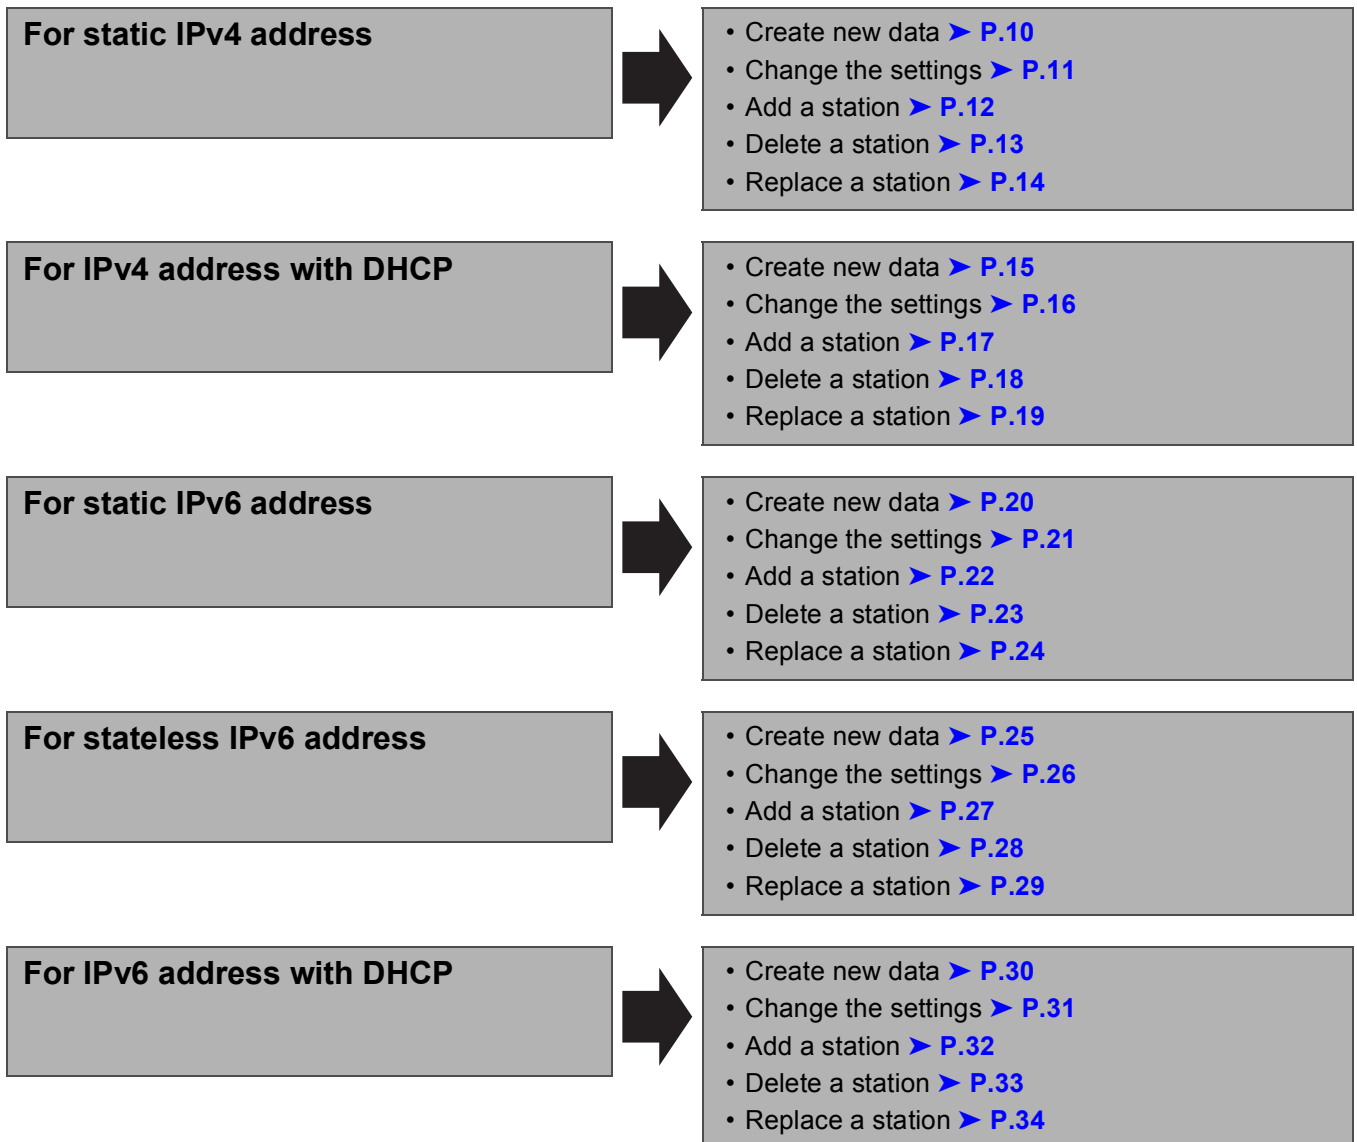 For static IPv4 address
• Create new data ➤ P.10
• Change the settings ➤ P.11
• Add a station ➤ P.12
• Delete a station ➤ P.13
• Replace a station ➤ P.14
For IPv4 address with DHCP
• Create new data ➤ P.15
• Change the settings ➤ P.16
• Add a station ➤ P.17
• Delete a station ➤ P.18
• Replace a station ➤ P.19
For static IPv6 address
• Create new data ➤ P.20
• Change the settings ➤ P.21
• Add a station ➤ P.22
• Delete a station ➤ P.23
• Replace a station ➤ P.24
For stateless IPv6 address
• Create new data ➤ P.25
• Change the settings ➤ P.26
• Add a station ➤ P.27
• Delete a station ➤ P.28
• Replace a station ➤ P.29
For IPv6 address with DHCP
• Create new data ➤ P.30
• Change the settings ➤ P.31
• Add a station ➤ P.32
• Delete a station ➤ P.33
• Replace a station ➤ P.34